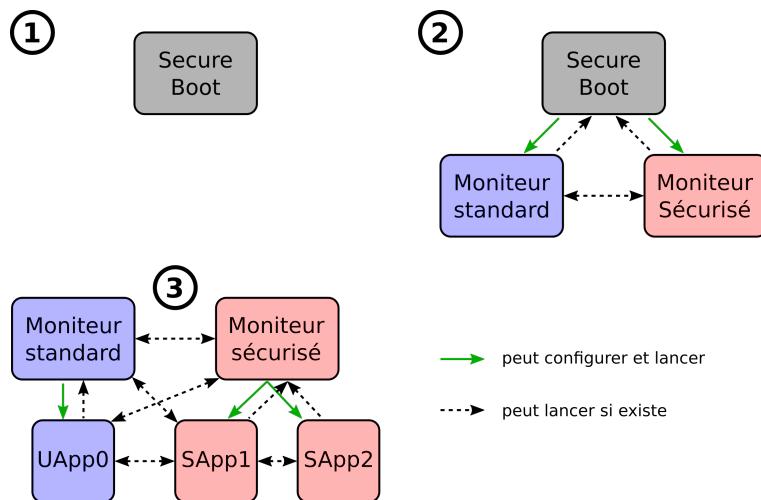 1
Secure
Boot
2
Secure
Boot
Moniteur
standard
Moniteur
Sécurisé
3
Moniteur
standard
Moniteur
sécurisé
UApp0
SApp1
SApp2
peut configurer et lancer
peut lancer si existe